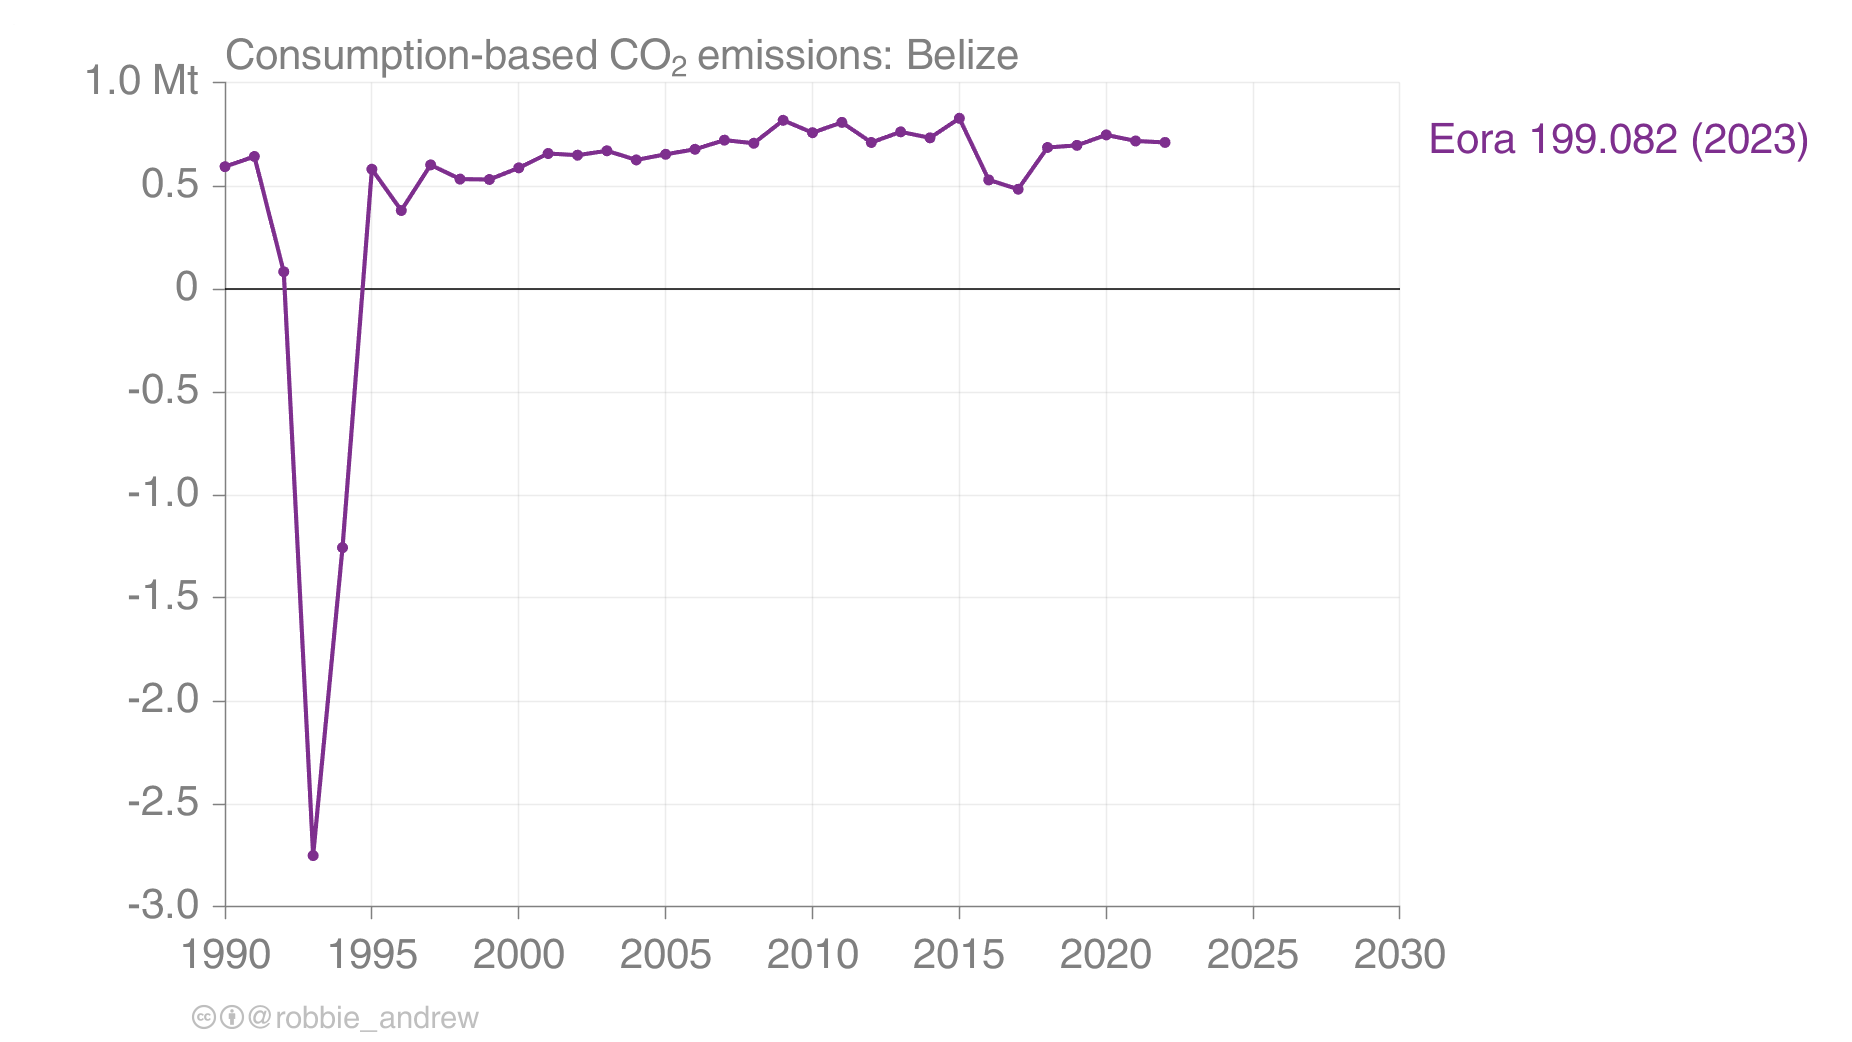 Consumption-based CO₂ emissions: Belize
1.0 Mt
0.5
0
-0.5
-1.0
-1.5
-2.0
-2.5
-3.0
1990 1995 2000 2005 2010 2015 2020 2025 2030
Eora 199.082 (2023)
cc @robbie_andrew